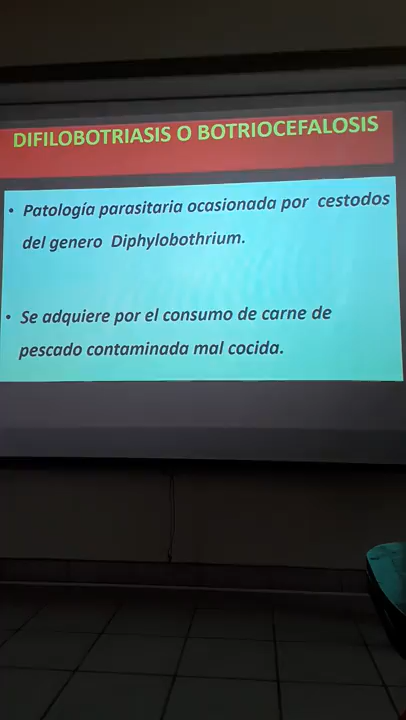 DIFILOBOTRIASIS O BOTRIOCEFALOSIS
• Patología parasitaria ocasionada por cestodos
del genero Diphylobothrium.
• Se adquiere por el consumo de carne de
pescado contaminada mal cocida.